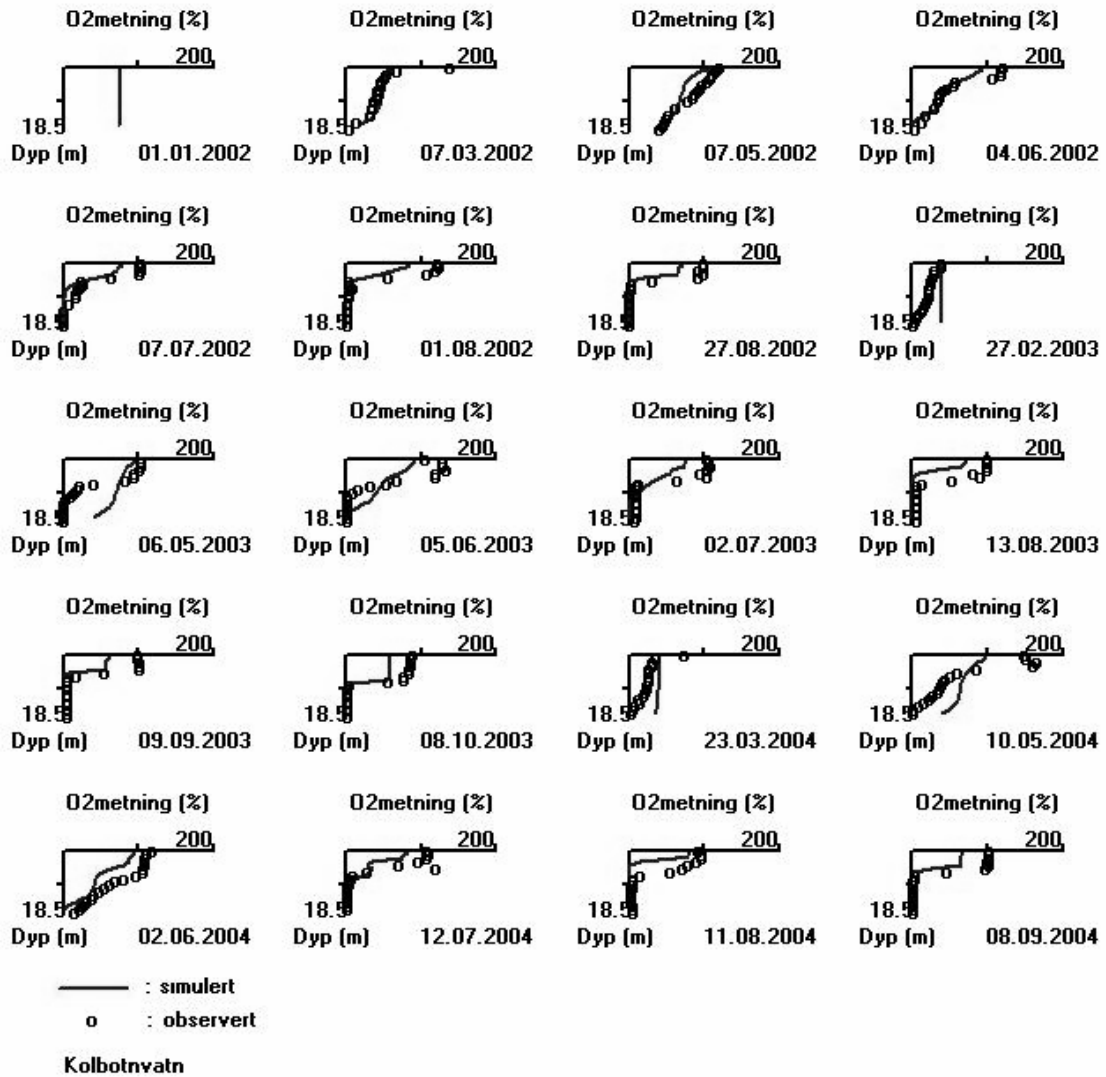 O2metning (%) O2metning (%) O2metning (%) O2metning (%)
200 200 200 200
18.5 18.5 18.5 18.5
Dyp (m) 01.01.2002 Dyp (m) 07.03.2002 Dyp (m) 07.05.2002 Dyp (m) 04.06.2002
O2metning (%) O2metning (%) O2metning (%) O2metning (%)
200 200 200 200
18.5 18.5 18.5 18.5
Dyp (m) 07.07.2002 Dyp (m) 01.08.2002 Dyp (m) 27.08.2002 Dyp (m) 27.02.2003
O2metning (%) O2metning (%) O2metning (%) O2metning (%)
200 200 200 200
18.5 18.5 18.5 18.5
Dyp (m) 06.05.2003 Dyp (m) 05.06.2003 Dyp (m) 02.07.2003 Dyp (m) 13.08.2003
O2metning (%) O2metning (%) O2metning (%) O2metning (%)
200 200 200 200
18.5 18.5 18.5 18.5
Dyp (m) 09.09.2003 Dyp (m) 08.10.2003 Dyp (m) 23.03.2004 Dyp (m) 10.05.2004
O2metning (%) O2metning (%) O2metning (%) O2metning (%)
200 200 200 200
18.5 18.5 18.5 18.5
Dyp (m) 02.06.2004 Dyp (m) 12.07.2004 Dyp (m) 11.08.2004 Dyp (m) 08.09.2004
: simulert
o : observert
Kolbotnvatn